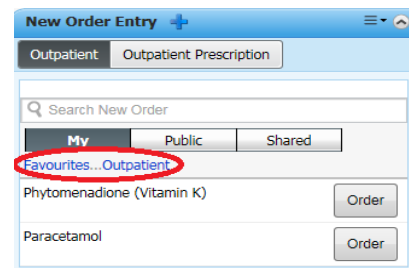 New Order Entry
Outpatient Outpatient Prescription
Search New Order
My Public Shared
Favourites...Outpatient
Phytomenadione (Vitamin K) Order
Paracetamol Order